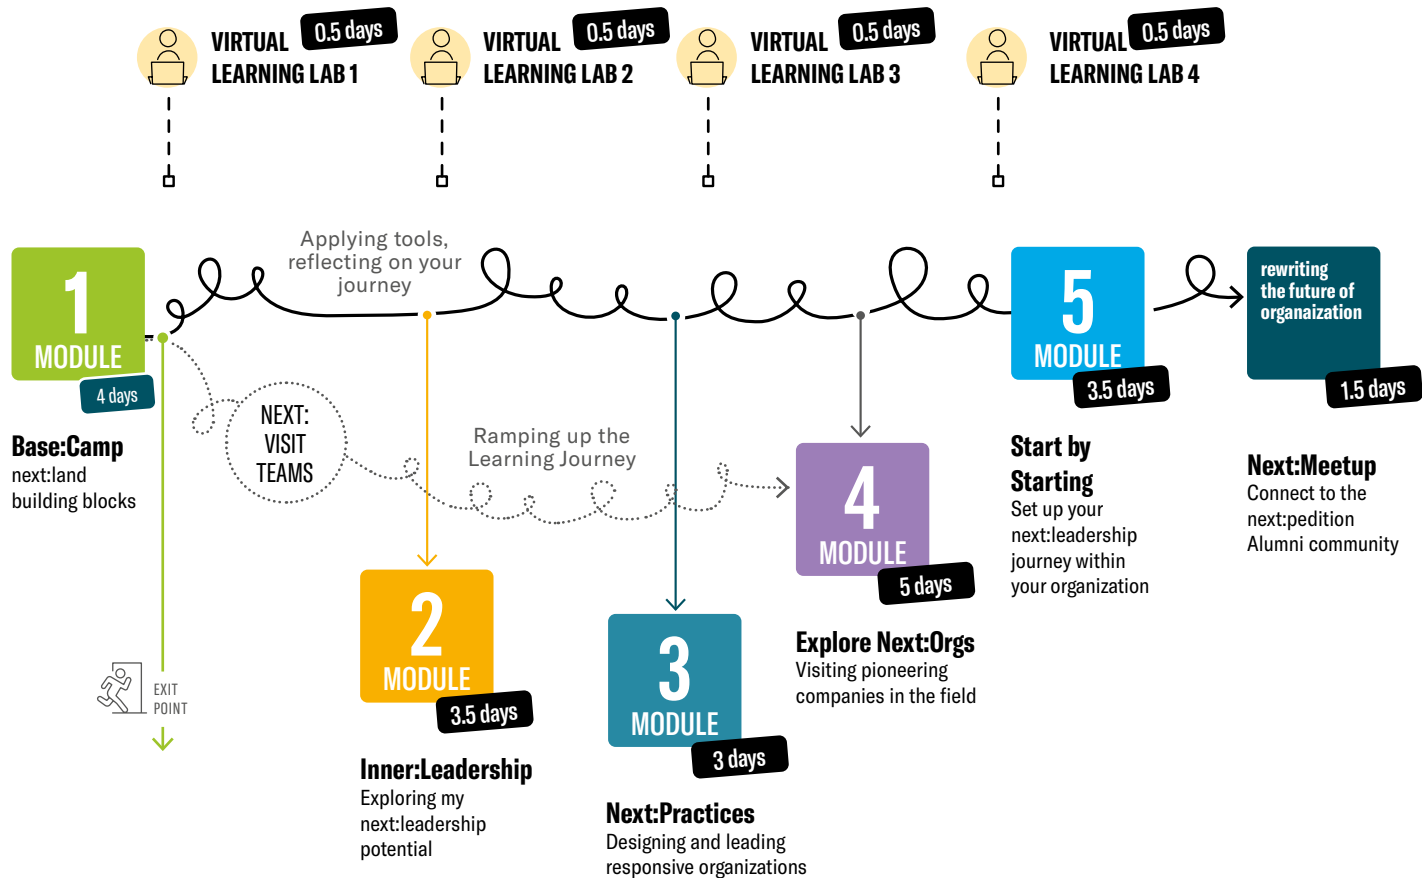 VIRTUAL
LEARNING LAB 1
0.5 days
VIRTUAL
LEARNING LAB 2
0.5 days
VIRTUAL
LEARNING LAB 3
0.5 days
VIRTUAL
LEARNING LAB 4
0.5 days
Applying tools,
reflecting on your
journey
1
MODULE
4 days
Base:Camp
next:land
building blocks
NEXT:
VISIT
TEAMS
Ramping up the
Learning Journey
EXIT
POINT
2
MODULE
3.5 days
Inner:Leadership
Exploring my
next:leadership
potential
3
MODULE
3 days
Next:Practices
Designing and leading
responsive organizations
4
MODULE
5 days
Explore Next:Orgs
Visiting pioneering
companies in the field
5
MODULE
3.5 days
Start by
Starting
Set up your
next:leadership
journey within
your organization
rewriting
the future of
organaization
1.5 days
Next:Meetup
Connect to the
next:pedition
Alumni community